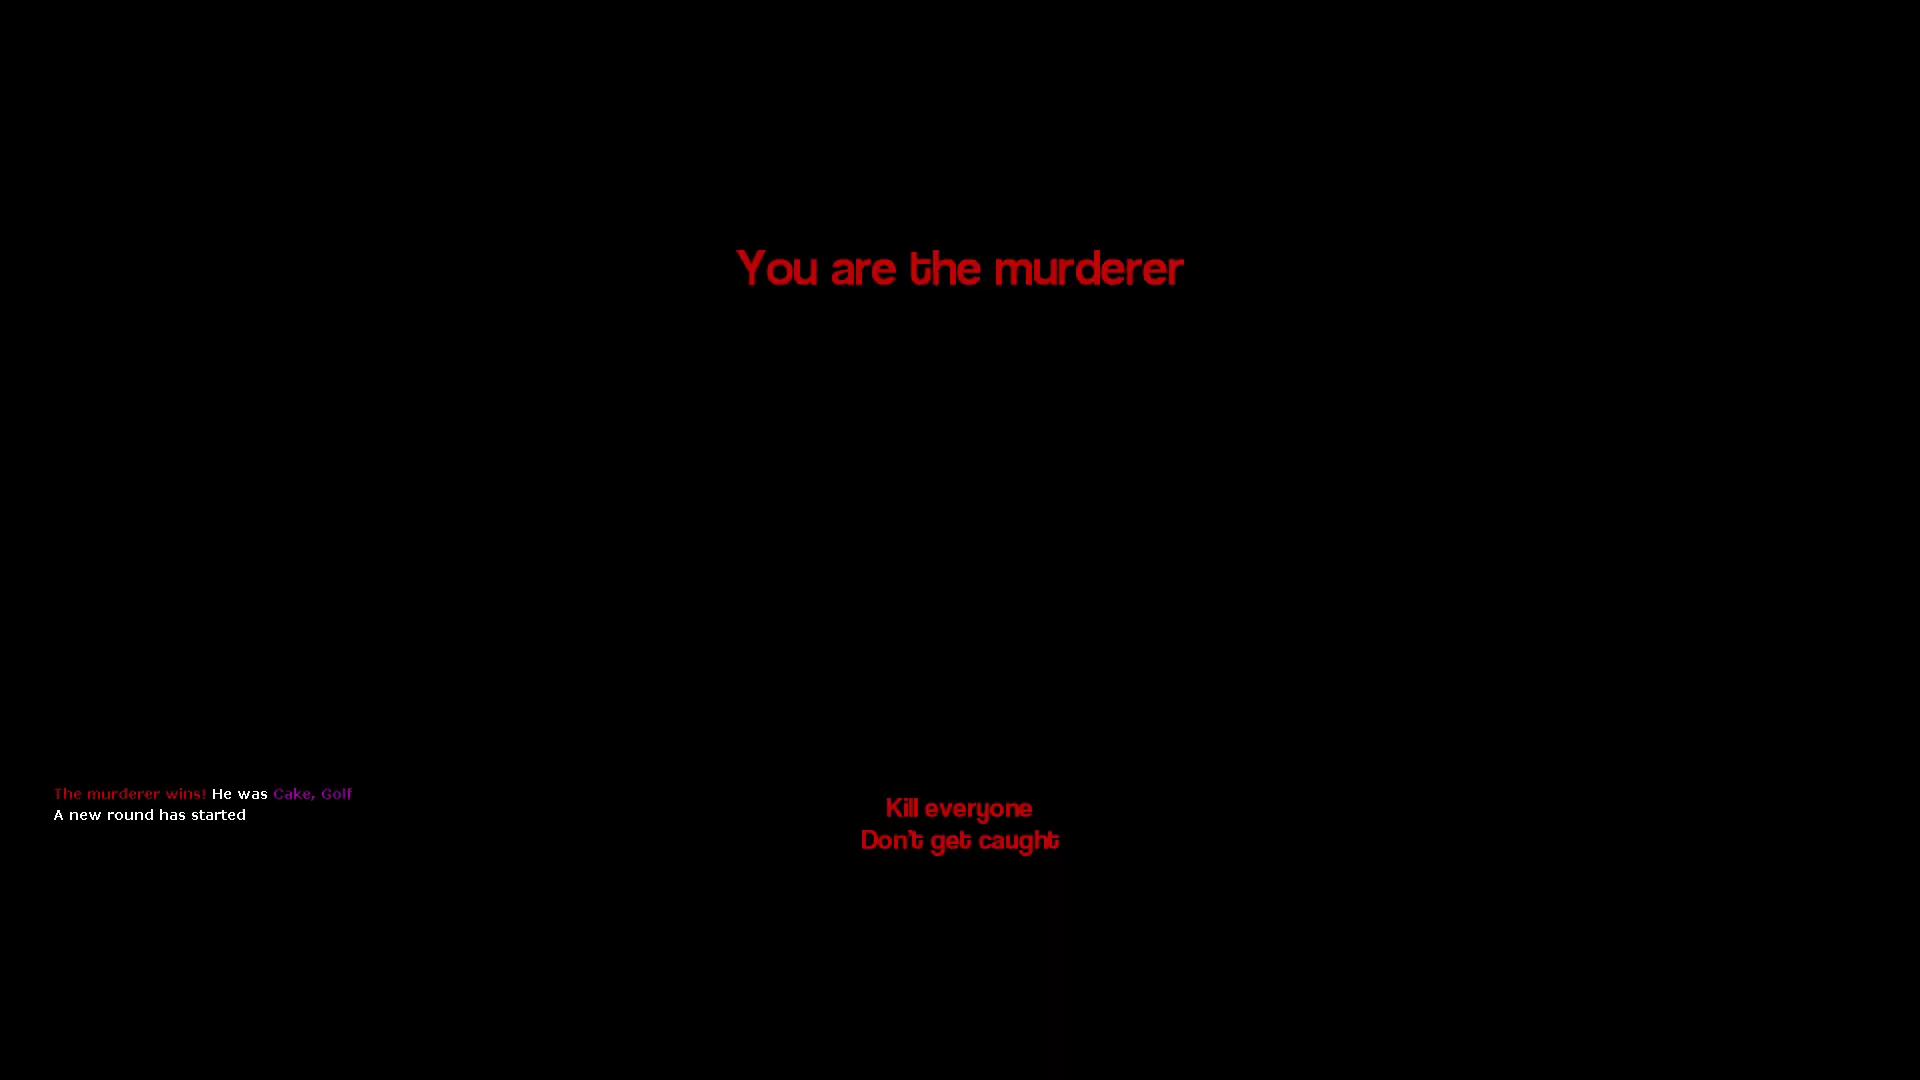 You are the murderer
The murderer wins! He was Cake, Golf
A new round has started
Kill everyone
Don't get caught